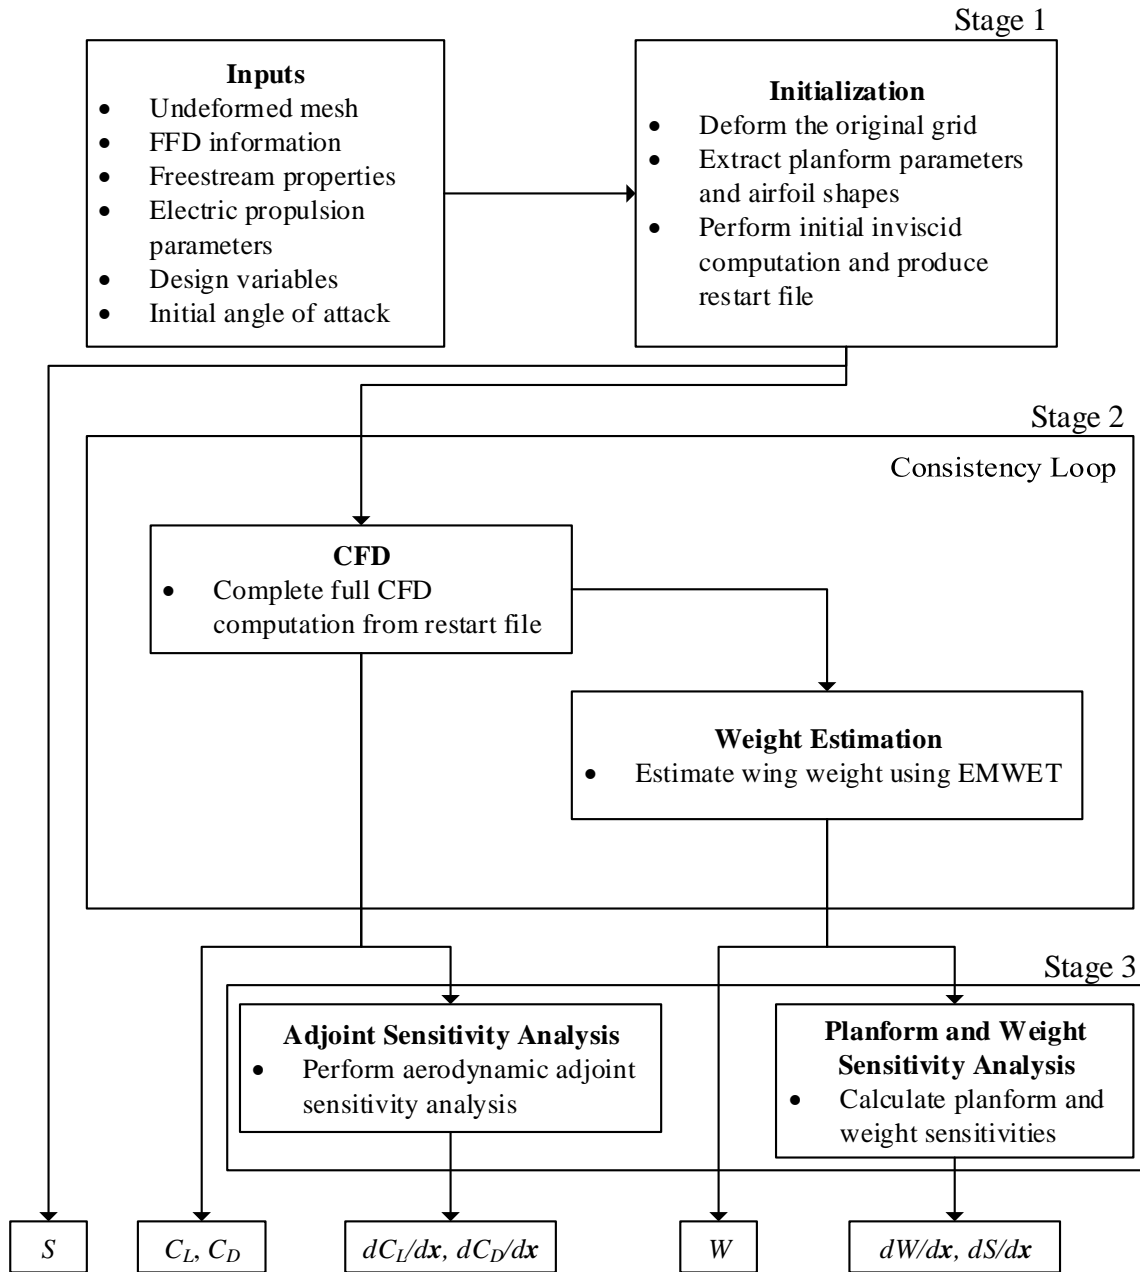 Stage 1
Inputs
• Undeformed mesh
• FFD information
• Freestream properties
• Electric propulsion
parameters
• Design variables
• Initial angle of attack
Initialization
• Deform the original grid
• Extract planform parameters
and airfoil shapes
• Perform initial inviscid
computation and produce
restart file
Stage 2
Consistency Loop
CFD
• Complete full CFD
computation from restart file
Weight Estimation
• Estimate wing weight using EMWET
Stage 3
Adjoint Sensitivity Analysis
• Perform aerodynamic adjoint
sensitivity analysis
Planform and Weight
Sensitivity Analysis
• Calculate planform and
weight sensitivities
S
C_L, C_D
dC_L/dx, dC_D/dx
W
dW/dx, dS/dx